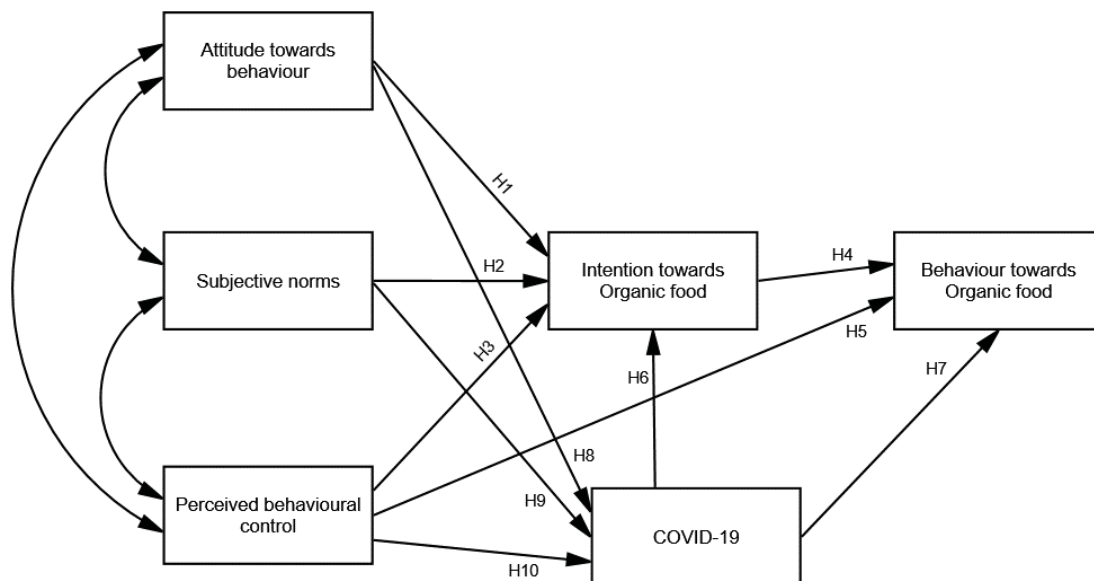 Attitude towards
behaviour
H1
Subjective norms
H2
Intention towards
Organic food
H4
Behaviour towards
Organic food
H3
H5
H6
H7
H8
Perceived behavioural
control
H9
COVID-19
H10